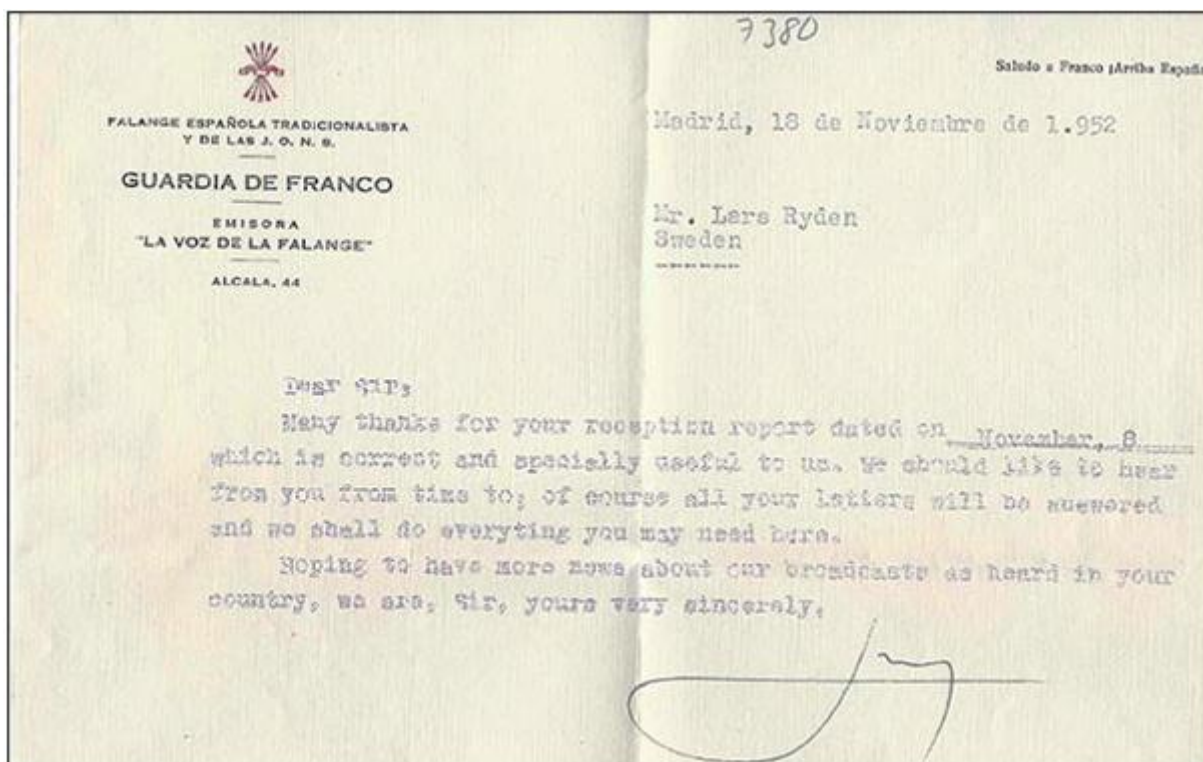 7380
Saludo a Franco ¡Arriba España
FALANGE ESPAÑOLA TRADICIONALISTA
Y DE LAS J. O. N. S.
GUARDIA DE FRANCO
EMISORA
"LA VOZ DE LA FALANGE"
ALCALA, 44
Madrid, 18 de Noviembre de 1.952
Mr. Lars Ryden
Sweden
Dear Sir:
Many thanks for your reception report dated on November, 8
which is correct and specially useful to us. We should like to hear
from you from time to; of course all your letters will be answered
and we shall do everyting you may need here.
Hoping to have more news about our broadcasts as heard in your
country, we are, Sir, yours very sincerely,